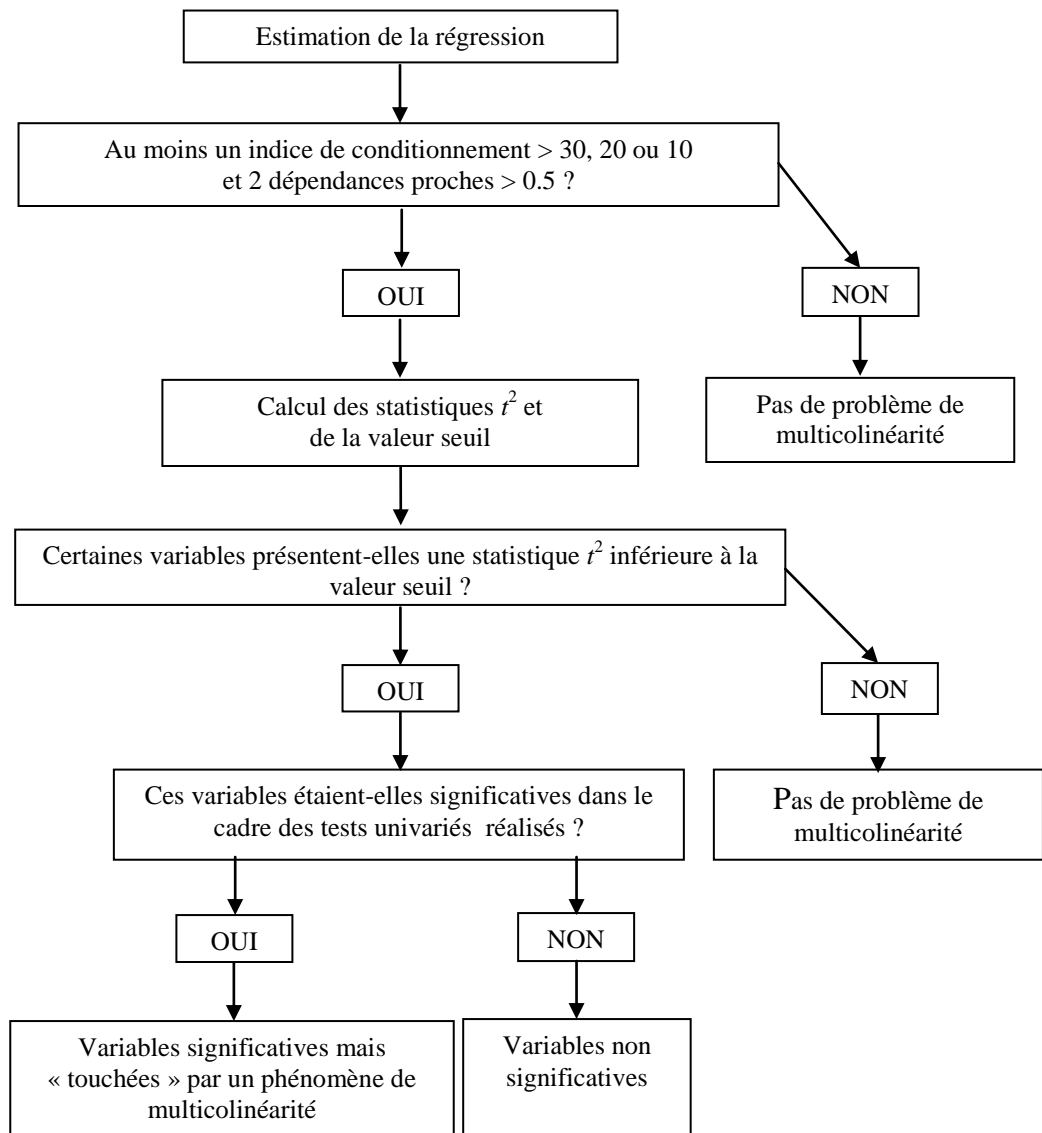 Estimation de la régression
Au moins un indice de conditionnement > 30, 20 ou 10
et 2 dépendances proches > 0.5 ?
OUI
NON
Calcul des statistiques t² et
de la valeur seuil
Pas de problème de
multicolinéarité
Certaines variables présentent-elles une statistique t² inférieure à la
valeur seuil ?
OUI
NON
Ces variables étaient-elles significatives dans le
cadre des tests univariés réalisés ?
Pas de problème de
multicolinéarité
OUI
NON
Variables significatives mais
« touchées » par un phénomène de
multicolinéarité
Variables non
significatives